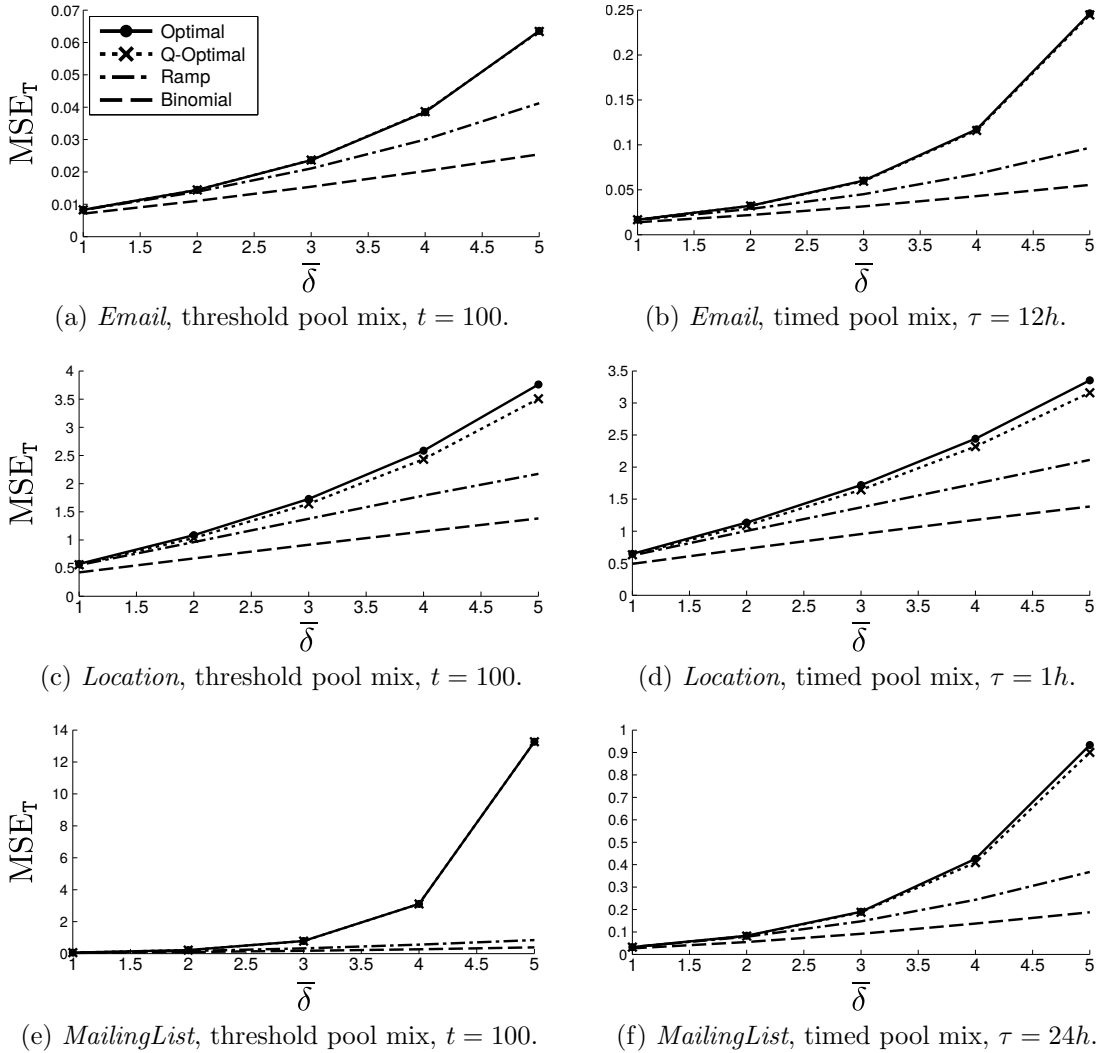 0.07
0.06
0.05
0.04
0.03
0.02
0.01
0
MSE_T
Optimal
Q-Optimal
Ramp
Binomial
1 1.5 2 2.5 3 3.5 4 4.5 5
δ̅
(a) Email, threshold pool mix, t = 100.
0.25
0.2
0.15
0.1
0.05
0
1 1.5 2 2.5 3 3.5 4 4.5 5
δ̅
(b) Email, timed pool mix, τ = 12h.
4
3.5
3
2.5
2
1.5
1
0.5
0
MSE_T
1 1.5 2 2.5 3 3.5 4 4.5 5
δ̅
(c) Location, threshold pool mix, t = 100.
3.5
3
2.5
2
1.5
1
0.5
0
1 1.5 2 2.5 3 3.5 4 4.5 5
δ̅
(d) Location, timed pool mix, τ = 1h.
14
12
10
8
6
4
2
0
MSE_T
1 1.5 2 2.5 3 3.5 4 4.5 5
δ̅
(e) MailingList, threshold pool mix, t = 100.
1
0.9
0.8
0.7
0.6
0.5
0.4
0.3
0.2
0.1
0
1 1.5 2 2.5 3 3.5 4 4.5 5
δ̅
(f) MailingList, timed pool mix, τ = 24h.